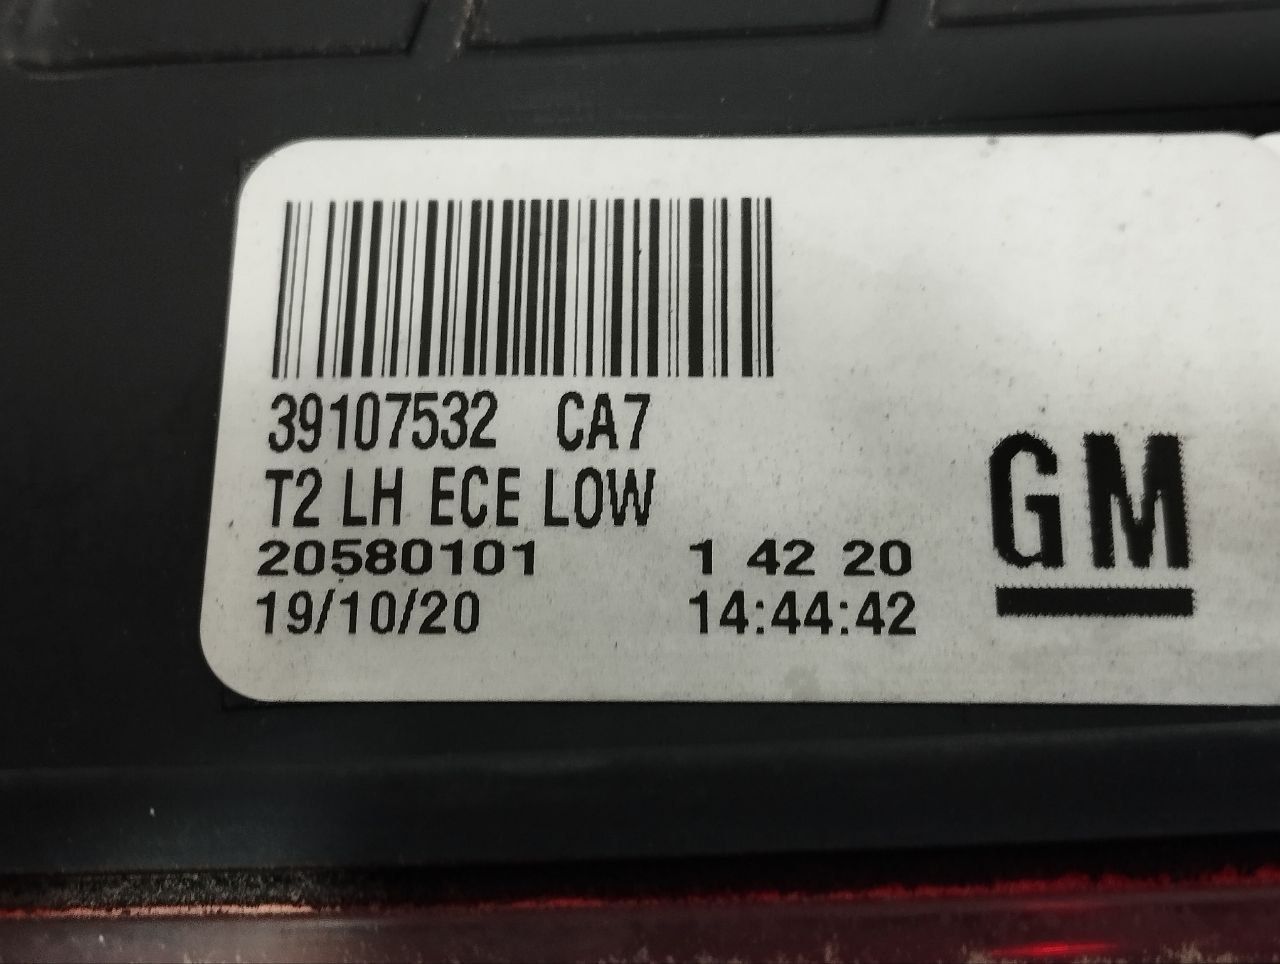 39107532 CA7
T2 LH ECE LOW
20580101 1 42 20
19/10/20 14:44:42
GM